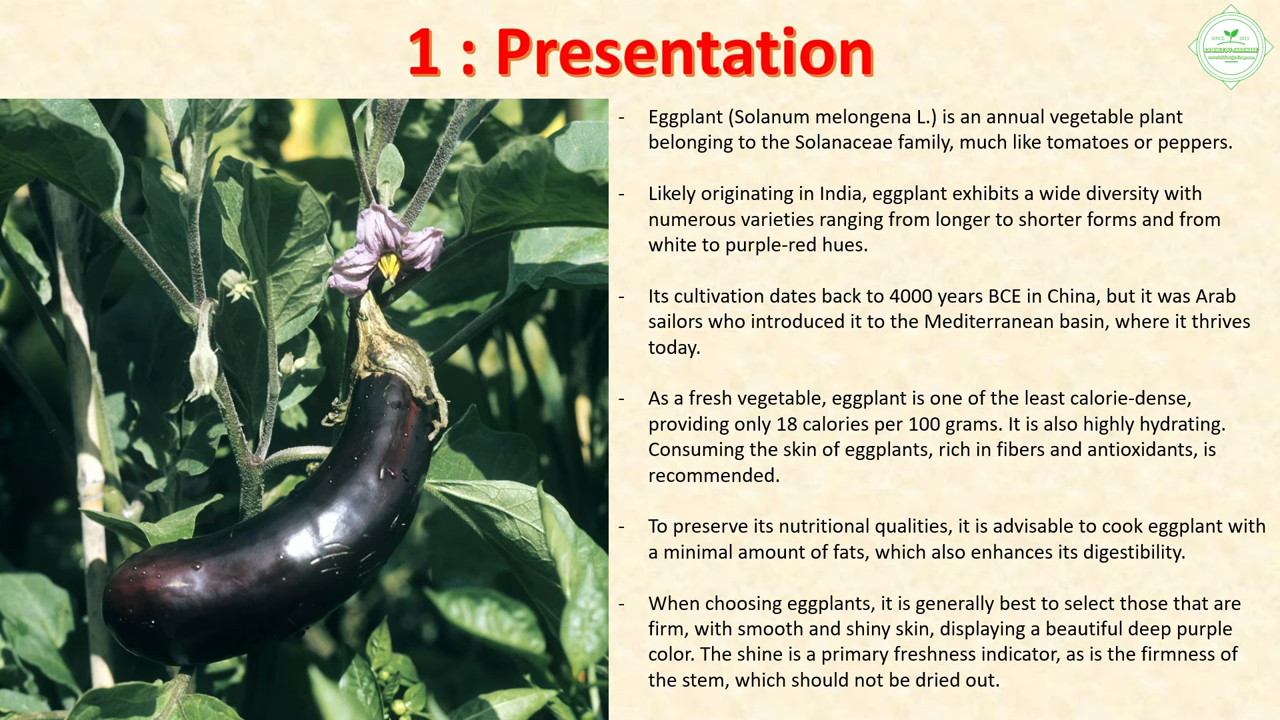 1 : Presentation
SINCE 2019
- Eggplant (Solanum melongena L.) is an annual vegetable plant
belonging to the Solanaceae family, much like tomatoes or peppers.
- Likely originating in India, eggplant exhibits a wide diversity with
numerous varieties ranging from longer to shorter forms and from
white to purple-red hues.
- Its cultivation dates back to 4000 years BCE in China, but it was Arab
sailors who introduced it to the Mediterranean basin, where it thrives
today.
- As a fresh vegetable, eggplant is one of the least calorie-dense,
providing only 18 calories per 100 grams. It is also highly hydrating.
Consuming the skin of eggplants, rich in fibers and antioxidants, is
recommended.
- To preserve its nutritional qualities, it is advisable to cook eggplant with
a minimal amount of fats, which also enhances its digestibility.
- When choosing eggplants, it is generally best to select those that are
firm, with smooth and shiny skin, displaying a beautiful deep purple
color. The shine is a primary freshness indicator, as is the firmness of
the stem, which should not be dried out.